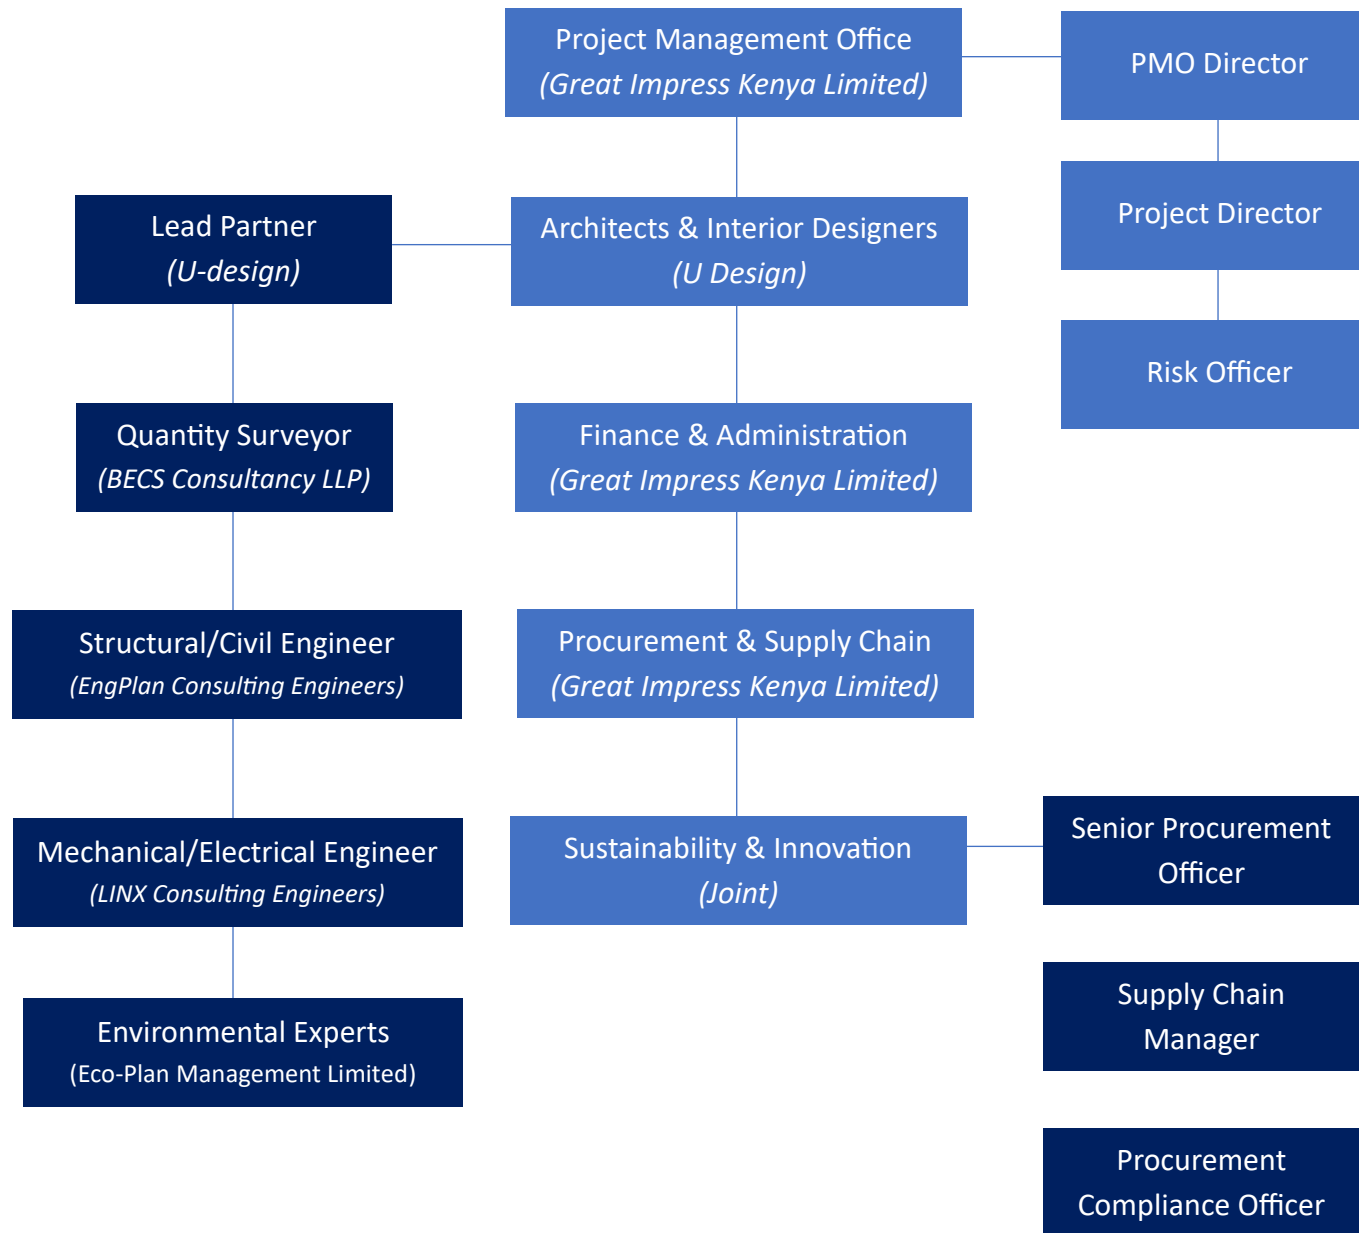 Project Management Office
(Great Impress Kenya Limited)
PMO Director
Project Director
Risk Officer
Lead Partner
(U-design)
Architects & Interior Designers
(U Design)
Quantity Surveyor
(BECS Consultancy LLP)
Finance & Administration
(Great Impress Kenya Limited)
Structural/Civil Engineer
(EngPlan Consulting Engineers)
Procurement & Supply Chain
(Great Impress Kenya Limited)
Mechanical/Electrical Engineer
(LINX Consulting Engineers)
Sustainability & Innovation
(Joint)
Senior Procurement
Officer
Environmental Experts
(Eco-Plan Management Limited)
Supply Chain
Manager
Procurement
Compliance Officer